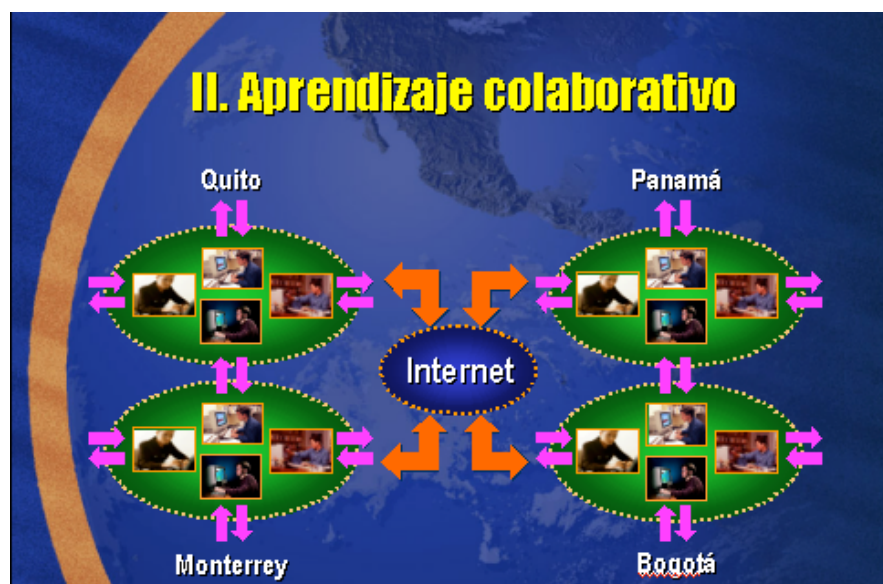 II. Aprendizaje colaborativo
Quito
Panamá
Internet
Monterrey
Bogotá